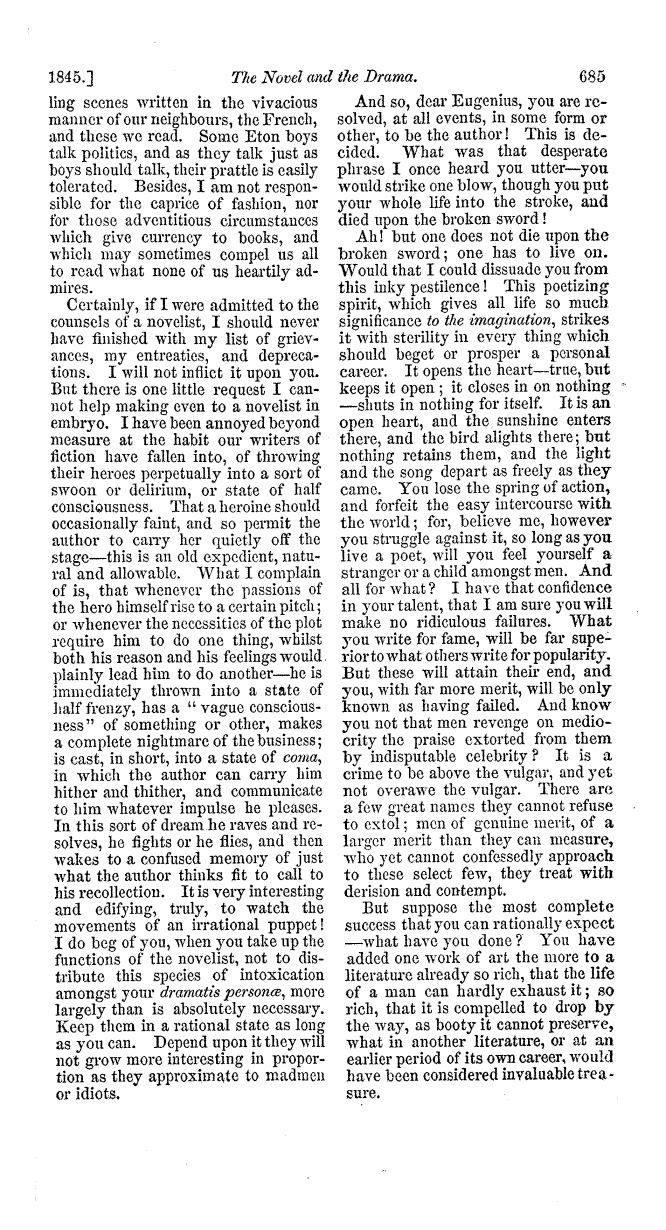 1845.] The Novel and the Drama. 685
ling scenes written in the vivacious
manner of our neighbours, the French,
and these we read. Some Eton boys
talk politics, and as they talk just as
boys should talk, their prattle is easily
tolerated. Besides, I am not respon-
sible for the caprice of fashion, nor
for those adventitious circumstances
which give currency to books, and
which may sometimes compel us all
to read what none of us heartily ad-
mires.
Certainly, if I were admitted to the
counsels of a novelist, I should never
have finished with my list of griev-
ances, my entreaties, and depreca-
tions. I will not inflict it upon you.
But there is one little request I can-
not help making even to a novelist in
embryo. I have been annoyed beyond
measure at the habit our writers of
fiction have fallen into, of throwing
their heroes perpetually into a sort of
swoon or delirium, or state of half
consciousness. That a heroine should
occasionally faint, and so permit the
author to carry her quietly off the
stage—this is an old expedient, natu-
ral and allowable. What I complain
of is, that whenever the passions of
the hero himself rise to a certain pitch;
or whenever the necessities of the plot
require him to do one thing, whilst
both his reason and his feelings would
plainly lead him to do another—he is
immediately thrown into a state of
half frenzy, has a "vague conscious-
ness" of something or other, makes
a complete nightmare of the business;
is cast, in short, into a state of coma,
in which the author can carry him
hither and thither, and communicate
to him whatever impulse he pleases.
In this sort of dream he raves and re-
solves, he fights or he flies, and then
wakes to a confused memory of just
what the author thinks fit to call to
his recollection. It is very interesting
and edifying, truly, to watch the
movements of an irrational puppet!
I do beg of you, when you take up the
functions of the novelist, not to dis-
tribute this species of intoxication
amongst your dramatis personæ, more
largely than is absolutely necessary.
Keep them in a rational state as long
as you can. Depend upon it they will
not grow more interesting in propor-
tion as they approximate to madmen
or idiots.
And so, dear Eugenius, you are re-
solved, at all events, in some form or
other, to be the author! This is de-
cided. What was that desperate
phrase I once heard you utter—you
would strike one blow, though you put
your whole life into the stroke, and
died upon the broken sword!
Ah! but one does not die upon the
broken sword; one has to live on.
Would that I could dissuade you from
this inky pestilence! This poetizing
spirit, which gives all life so much
significance to the imagination, strikes
it with sterility in every thing which
should beget or prosper a personal
career. It opens the heart—true, but
keeps it open; it closes in on nothing
—shuts in nothing for itself. It is an
open heart, and the sunshine enters
there, and the bird alights there; but
nothing retains them, and the light
and the song depart as freely as they
came. You lose the spring of action,
and forfeit the easy intercourse with
the world; for, believe me, however
you struggle against it, so long as you
live a poet, will you feel yourself a
stranger or a child amongst men. And
all for what? I have that confidence
in your talent, that I am sure you will
make no ridiculous failures. What
you write for fame, will be far supe-
rior to what others write for popularity.
But these will attain their end, and
you, with far more merit, will be only
known as having failed. And know
you not that men revenge on medio-
crity the praise extorted from them
by indisputable celebrity? It is a
crime to be above the vulgar, and yet
not overawe the vulgar. There are
a few great names they cannot refuse
to extol; men of genuine merit, of a
larger merit than they can measure,
who yet cannot confessedly approach
to these select few, they treat with
derision and contempt.
But suppose the most complete
success that you can rationally expect
—what have you done? You have
added one work of art the more to a
literature already so rich, that the life
of a man can hardly exhaust it; so
rich, that it is compelled to drop by
the way, as booty it cannot preserve,
what in another literature, or at an
earlier period of its own career, would
have been considered invaluable trea-
sure.